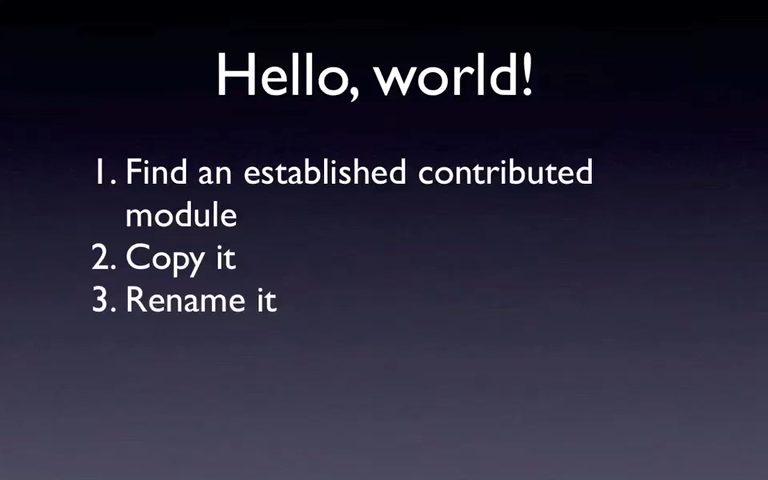 Hello, world!
1. Find an established contributed
module
2. Copy it
3. Rename it